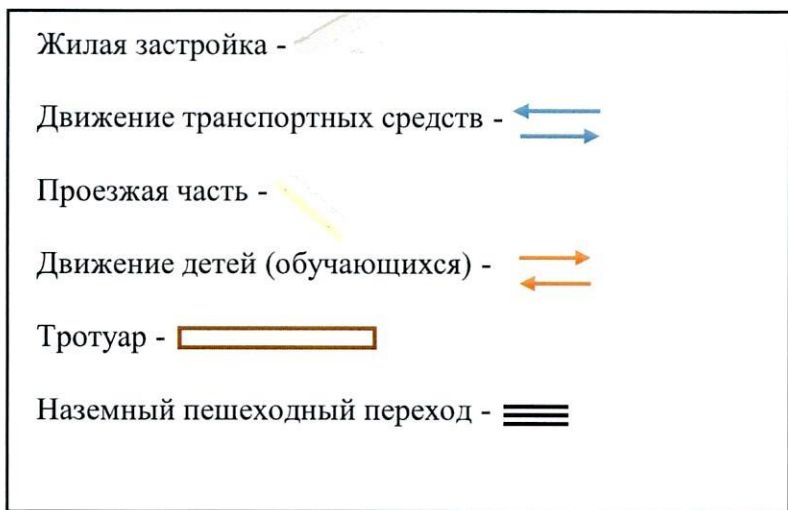 Жилая застройка -
Движение транспортных средств -
Проезжая часть -
Движение детей (обучающихся) -
Тротуар -
Наземный пешеходный переход -